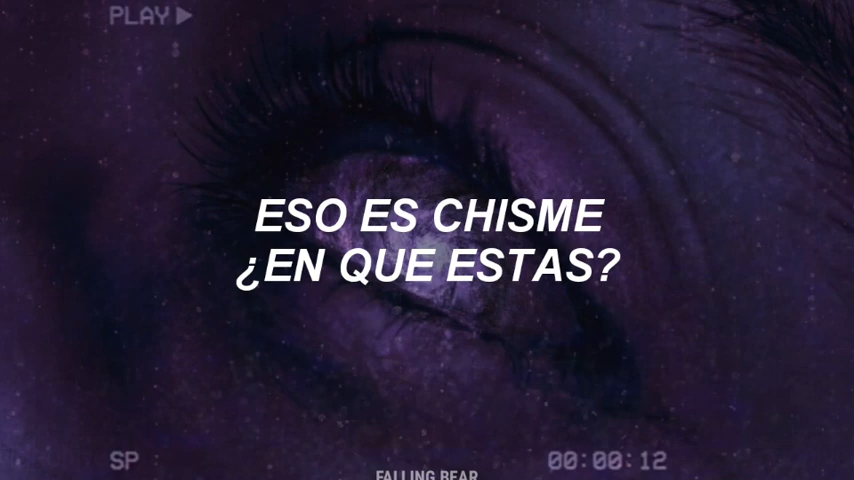 PLAY
ESO ES CHISME
¿EN QUE ESTAS?
SP
00:00:12
FALLING BEAR